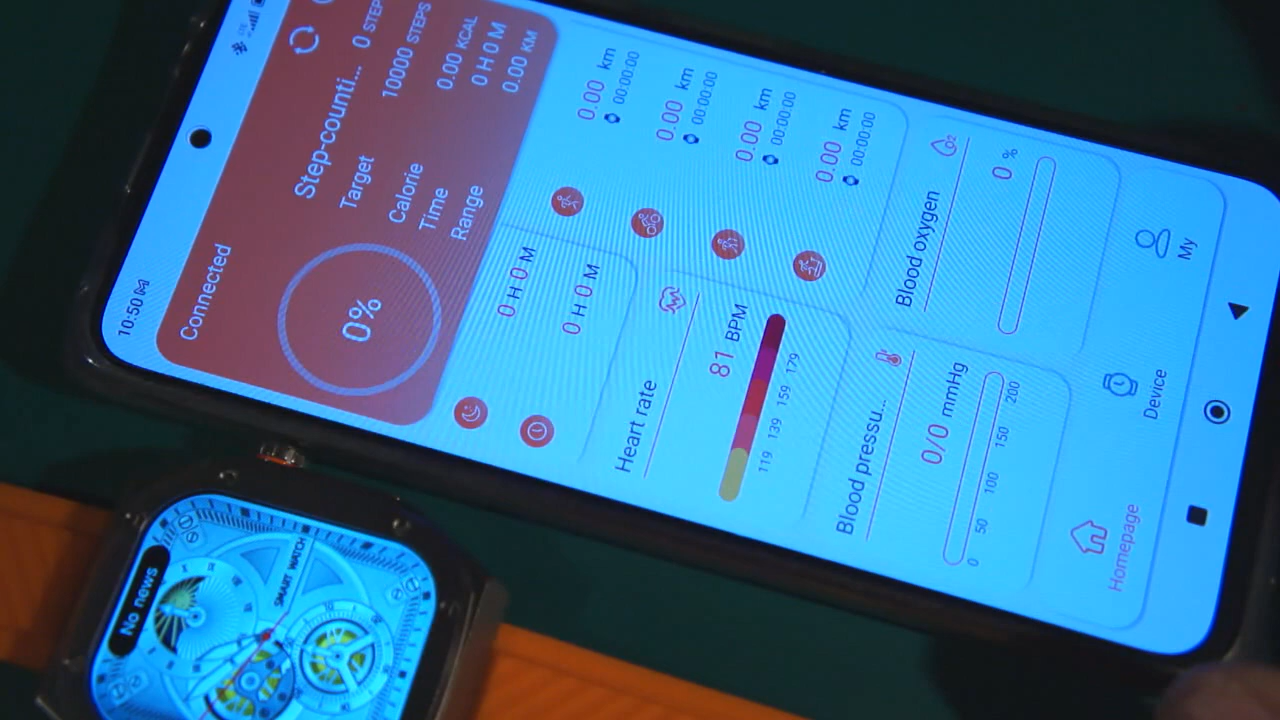 10:50
LTE
Connected
0%
Step-counti... 0 STEP
Target 10000 STEPS
Calorie 0.00 KCAL
Time 0 H 0 M
Range 0.00 KM
0 H 0 M
0 H 0 M
0.00 km
00:00:00
0.00 km
00:00:00
0.00 km
00:00:00
0.00 km
00:00:00
Heart rate
81 BPM
119 139 159 179
Blood pressu...
0/0 mmHg
0 50 100 150 200
Blood oxygen
O2
0 %
Homepage
Device
My
No news
SMART WATCH